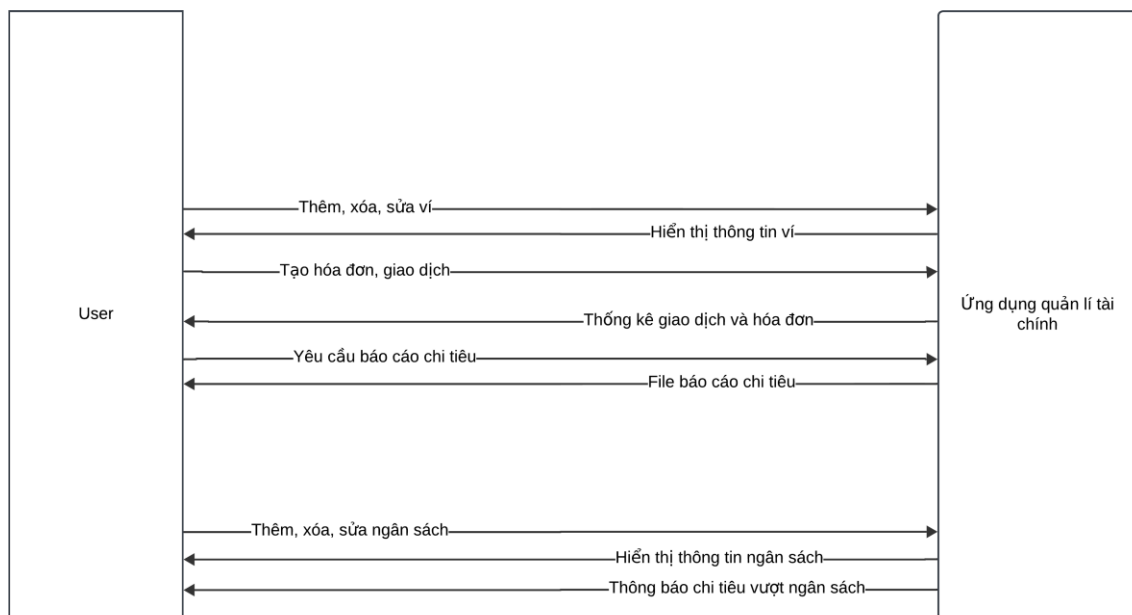 Thêm, xóa, sửa ví
Hiển thị thông tin ví
Tạo hóa đơn, giao dịch
User
Ứng dụng quản lí tài
chính
Thống kê giao dịch và hóa đơn
Yêu cầu báo cáo chi tiêu
File báo cáo chi tiêu
Thêm, xóa, sửa ngân sách
Hiển thị thông tin ngân sách
Thông báo chi tiêu vượt ngân sách